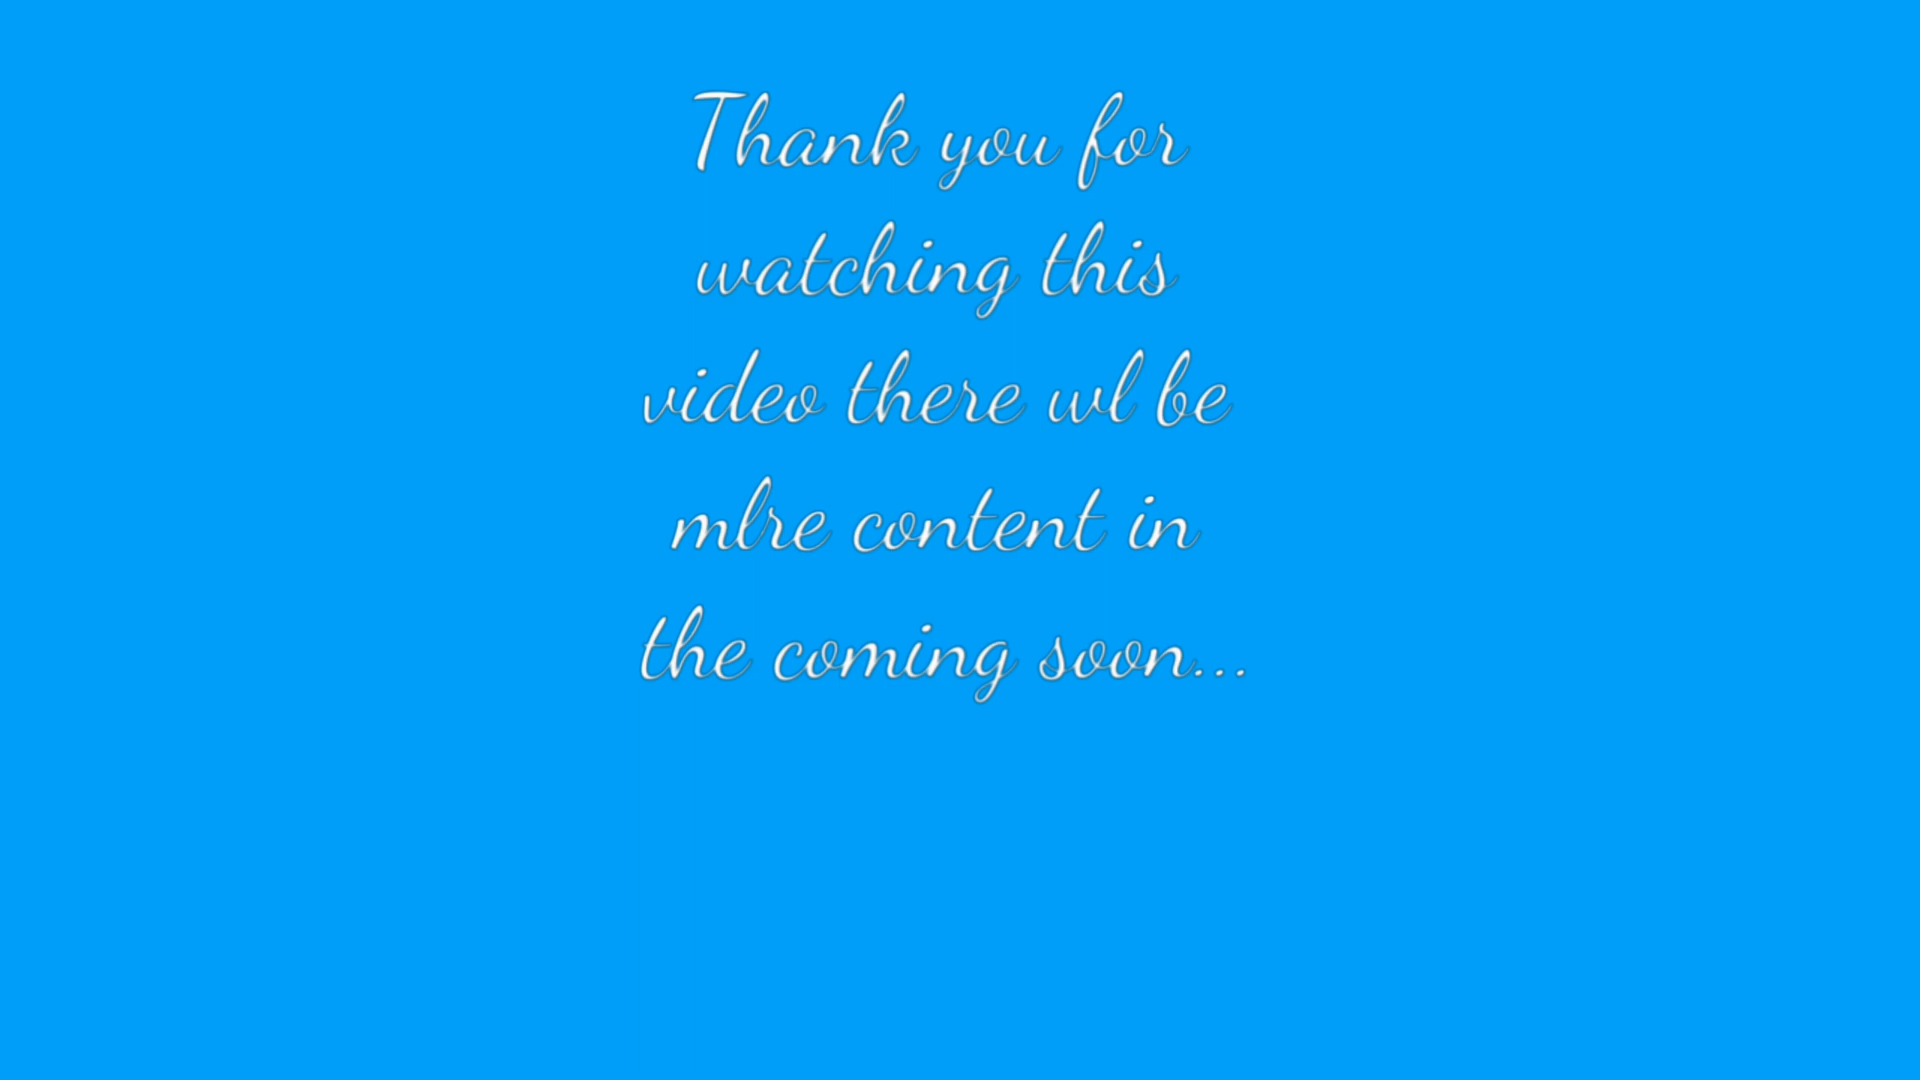 Thank you for
watching this
video there wl be
mlre content in
the coming soon...